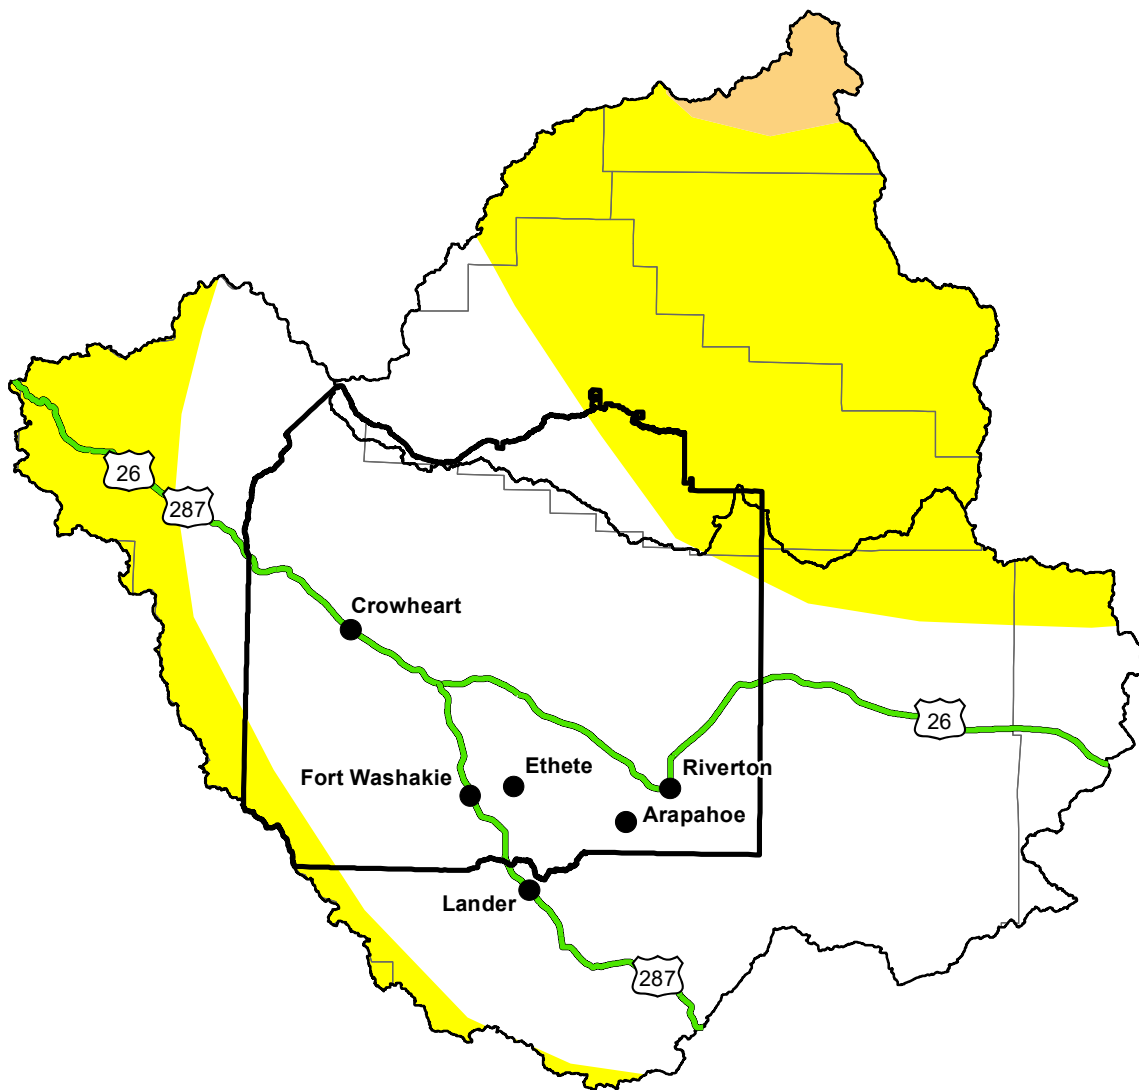 26
287
Crowheart
26
Ethete
Riverton
Fort Washakie
Arapahoe
Lander
287